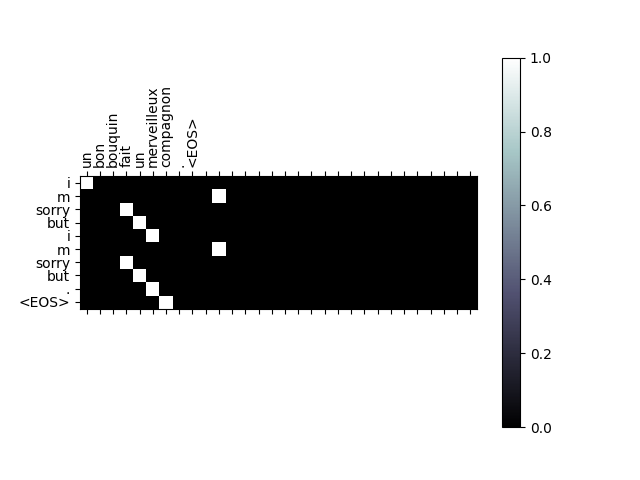 un
bon
bouquin
fait
un
merveilleux
compagnon
.
<EOS>
i
m
sorry
but
i
m
sorry
but
.
<EOS>
1.0
0.8
0.6
0.4
0.2
0.0